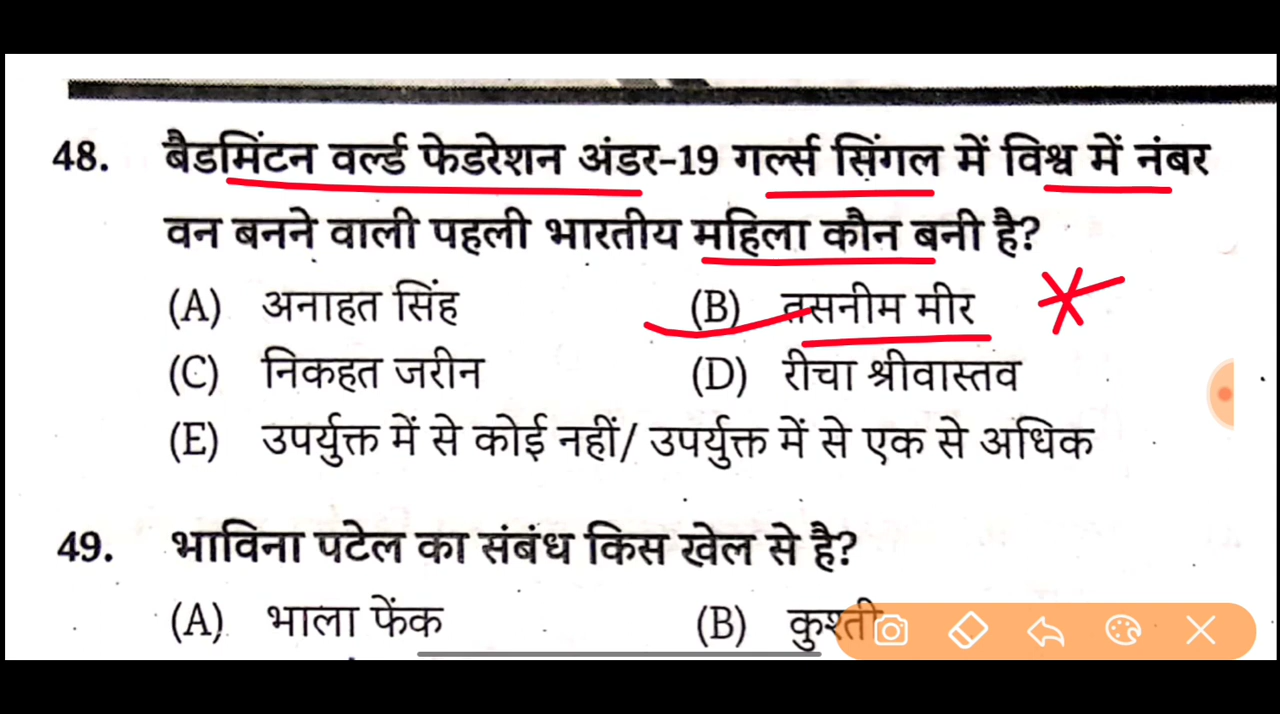 48. बैडमिंटन वर्ल्ड फेडरेशन अंडर-19 गर्ल्स सिंगल में विश्व में नंबर
वन बनने वाली पहली भारतीय महिला कौन बनी है?
(A) अनाहत सिंह (B) तसनीम मीर
(C) निकहत जरीन (D) रीचा श्रीवास्तव
(E) उपर्युक्त में से कोई नहीं/ उपर्युक्त में से एक से अधिक
49. भाविना पटेल का संबंध किस खेल से है?
(A) भाला फेंक (B) कुश्ती